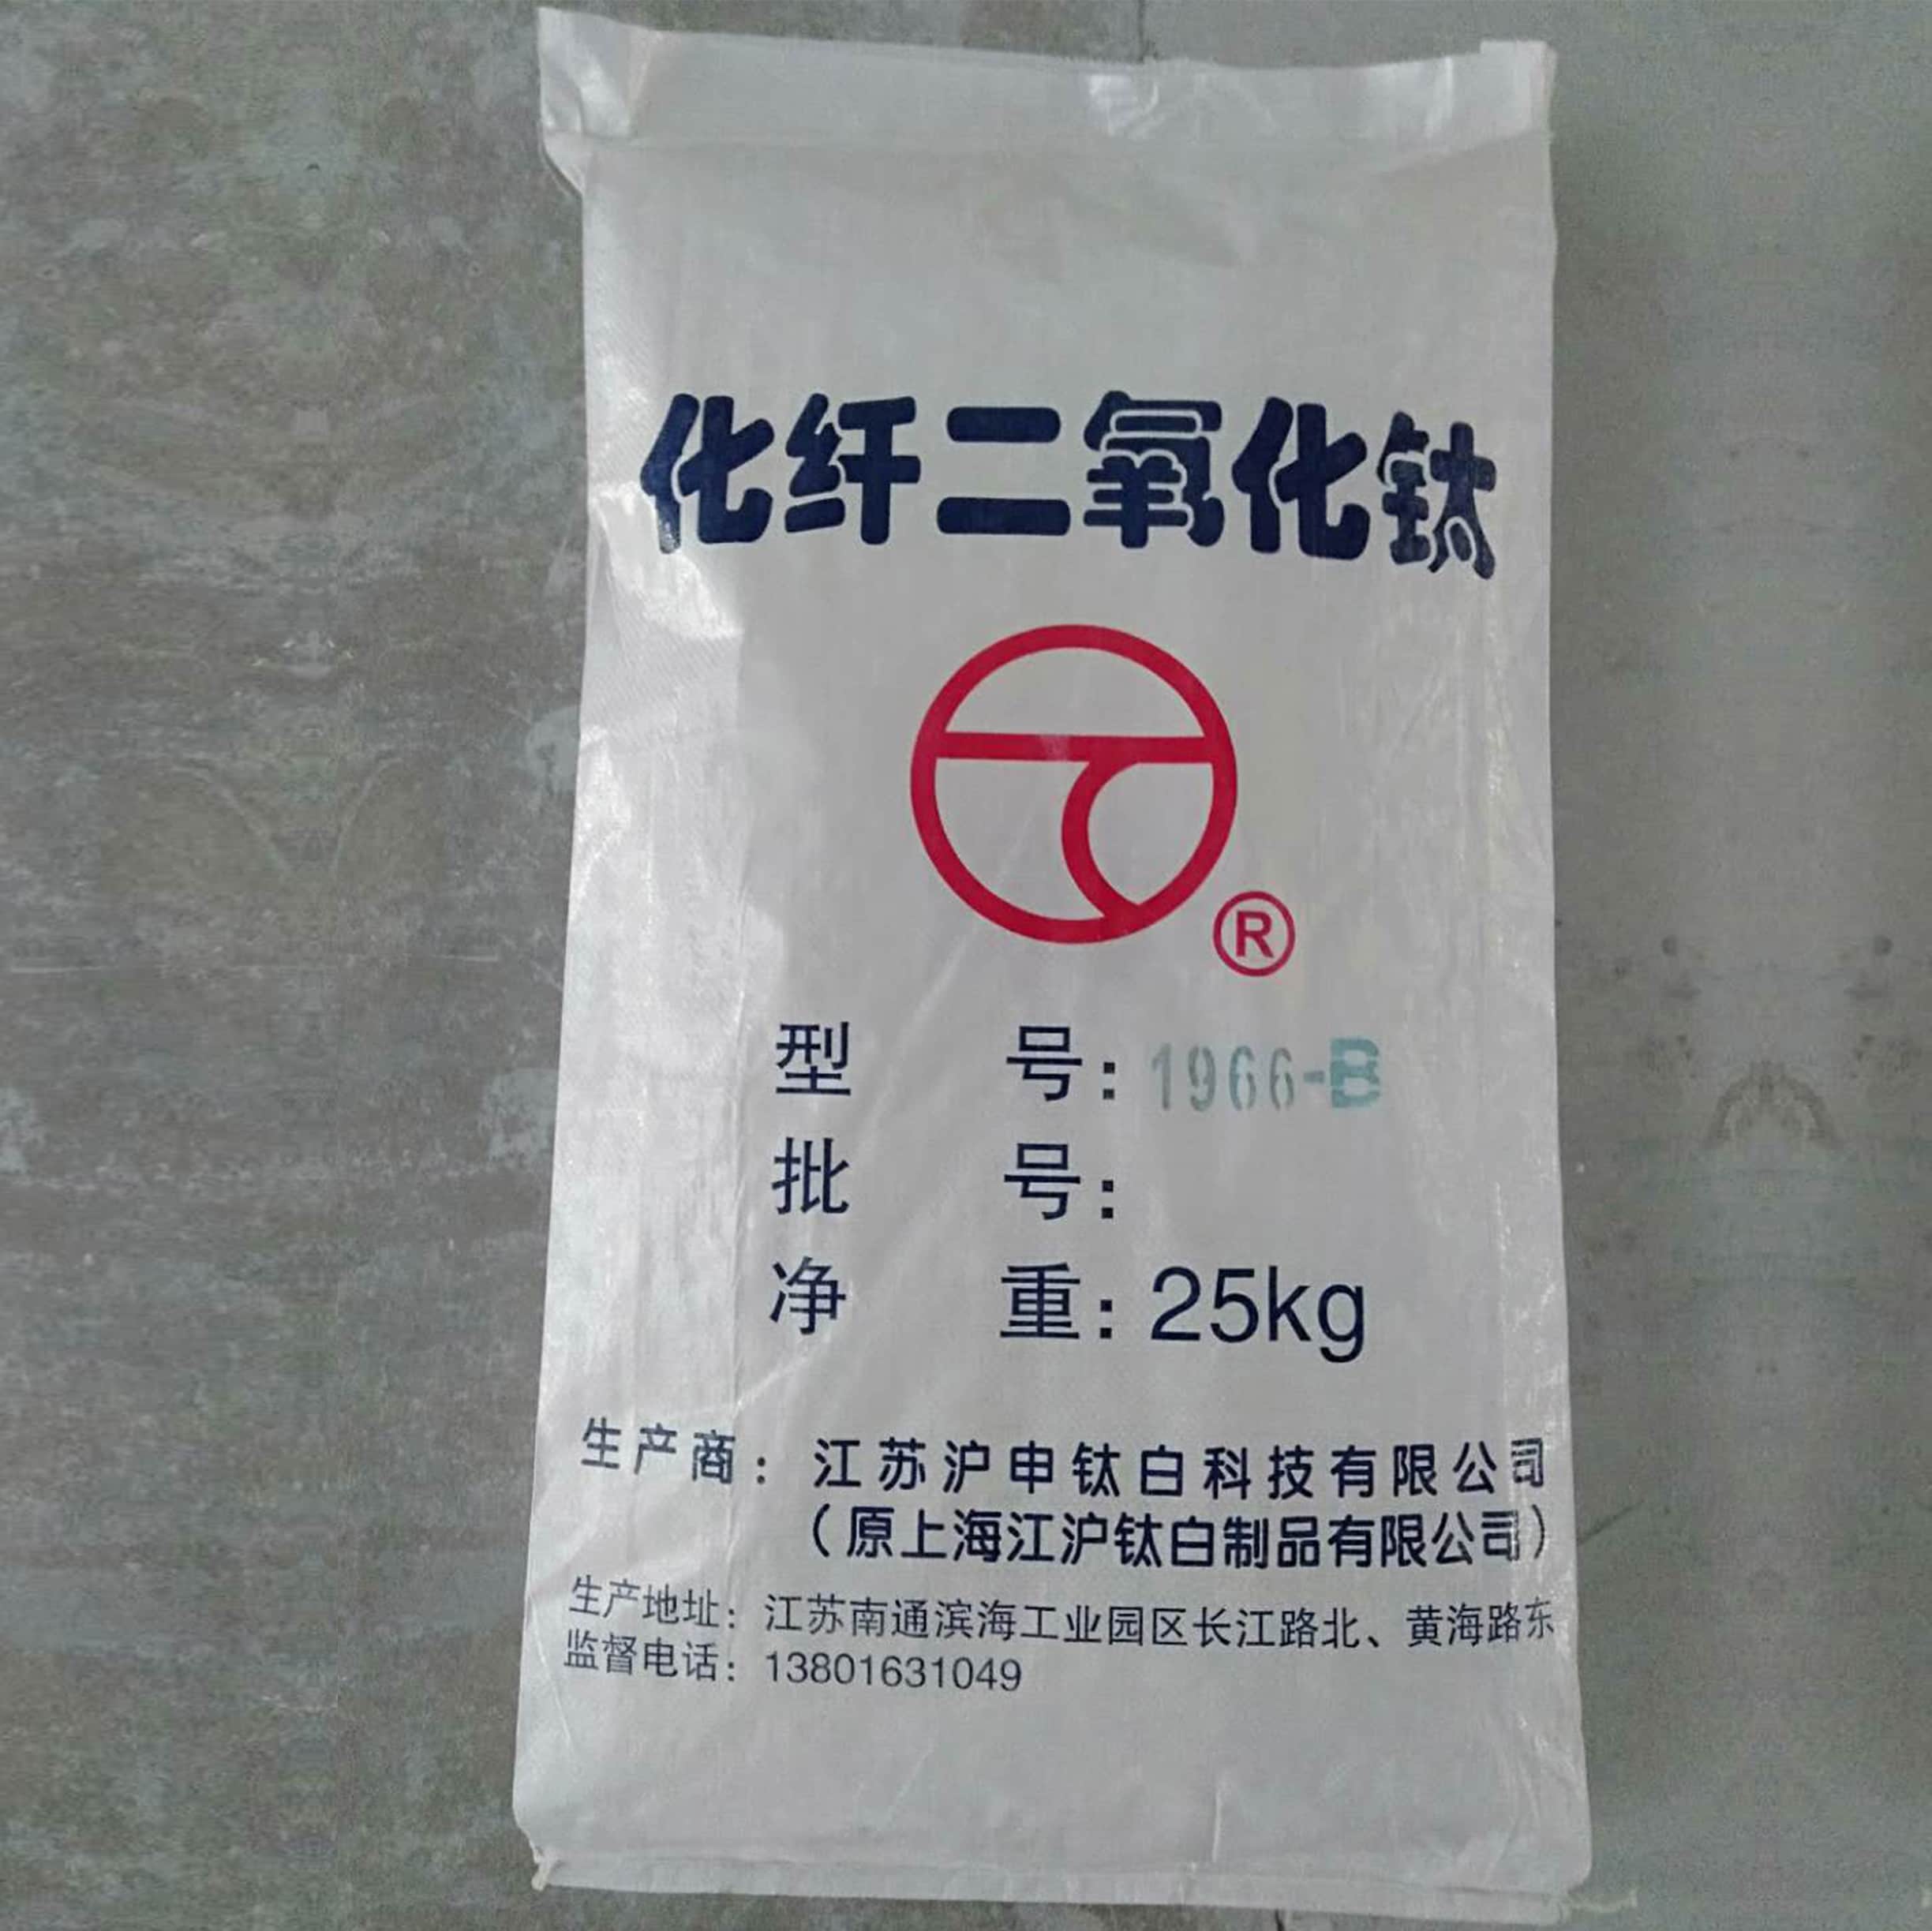 化纤二氧化钛
®
型 号：1966-B
批 号：
净 重：25kg
生产商：江苏沪申钛白科技有限公司
（原上海江沪钛白制品有限公司）
生产地址：江苏南通滨海工业园区长江路北、黄海路东
监督电话：13801631049